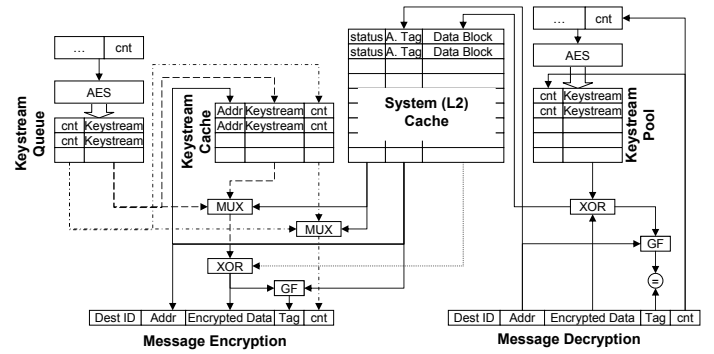 … cnt
AES
cnt Keystream
cnt Keystream
Keystream
Queue
Keystream
Cache
Addr Keystream cnt
Addr Keystream cnt
status A. Tag Data Block
status A. Tag Data Block
System (L2)
Cache
… cnt
AES
cnt Keystream
cnt Keystream
Keystream
Pool
MUX
MUX
XOR
GF
XOR
GF
=
Dest ID Addr Encrypted Data Tag cnt
Message Encryption
Dest ID Addr Encrypted Data Tag cnt
Message Decryption